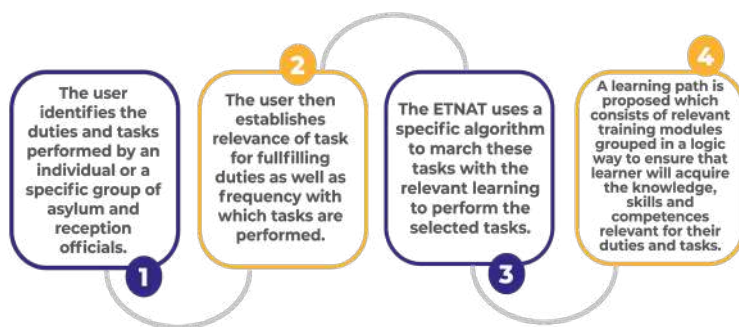 The user
identifies the
duties and tasks
performed by an
individual or a
specific group of
asylum and
reception
officials.
1
2
The user then
establishes
relevance of task
for fullfilling
duties as well as
frequency with
which tasks are
performed.
The ETNAT uses a
specific algorithm
to march these
tasks with the
relevant learning
to perform the
selected tasks.
3
4
A learning path is
proposed which
consists of relevant
training modules
grouped in a logic
way to ensure that
learner will acquire
the knowledge,
skills and
competences
relevant for their
duties and tasks.